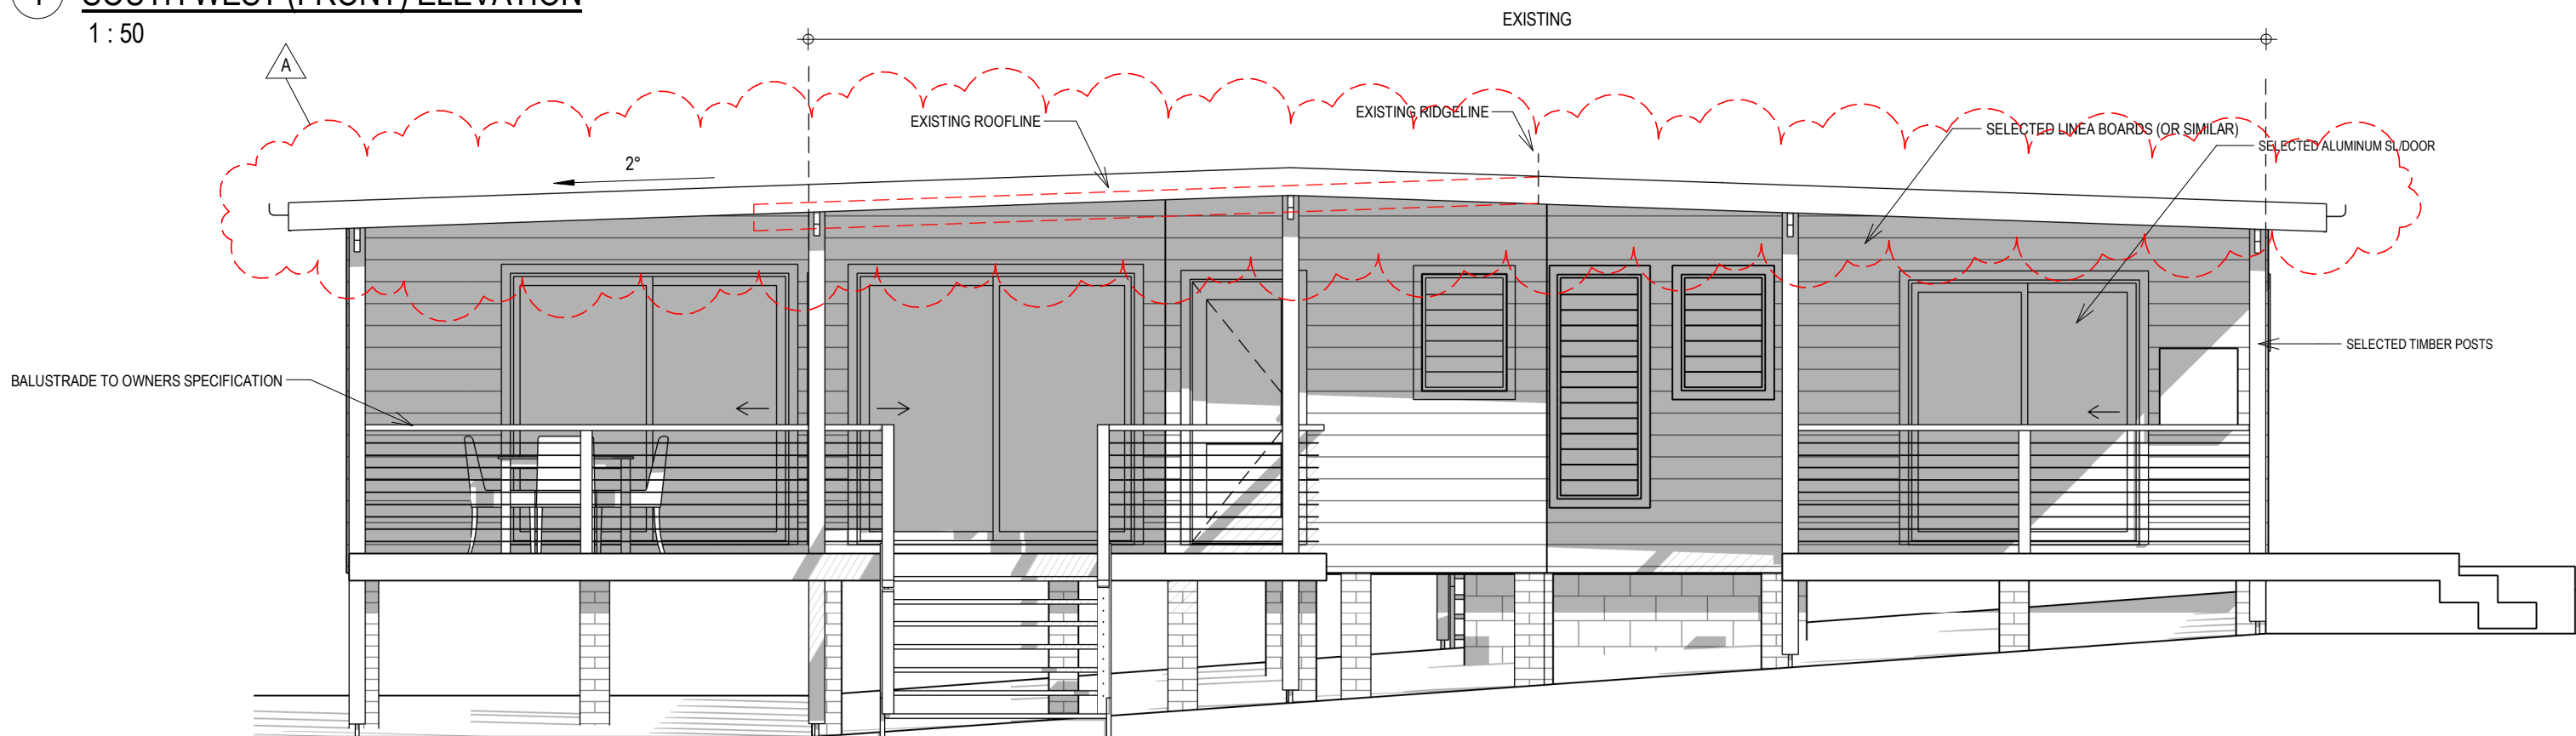 SOUTH WEST (FRONT) ELEVATION
1 : 50
EXISTING
A
EXISTING ROOFLINE
EXISTING RIDGELINE
SELECTED LINEA BOARDS (OR SIMILAR)
SELECTED ALUMINUM SL/DOOR
2°
SELECTED TIMBER POSTS
BALUSTRADE TO OWNERS SPECIFICATION